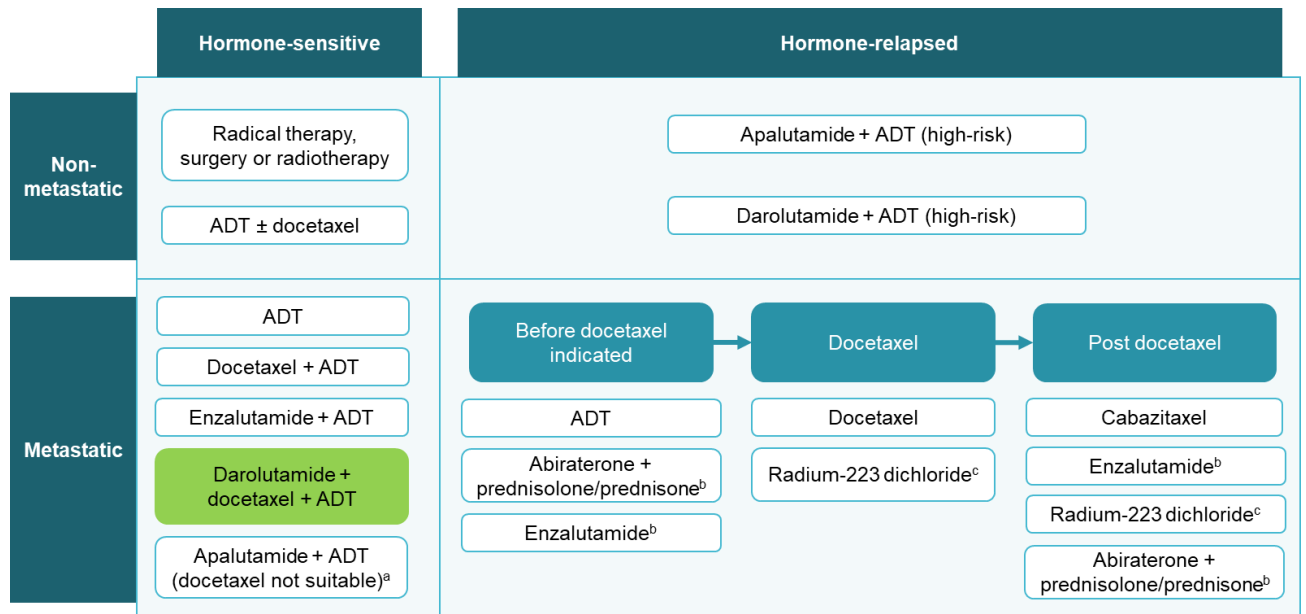 Hormone-sensitive
Hormone-relapsed
Non-
metastatic
Radical therapy,
surgery or radiotherapy
ADT ± docetaxel
Apalutamide + ADT (high-risk)
Darolutamide + ADT (high-risk)
Metastatic
ADT
Docetaxel + ADT
Enzalutamide + ADT
Darolutamide +
docetaxel + ADT
Apalutamide + ADT
(docetaxel not suitable)ᵃ
Before docetaxel
indicated
ADT
Abiraterone +
prednisolone/prednisoneᵇ
Enzalutamideᵇ
Docetaxel
Docetaxel
Radium-223 dichlorideᶜ
Post docetaxel
Cabazitaxel
Enzalutamideᵇ
Radium-223 dichlorideᶜ
Abiraterone +
prednisolone/prednisoneᵇ